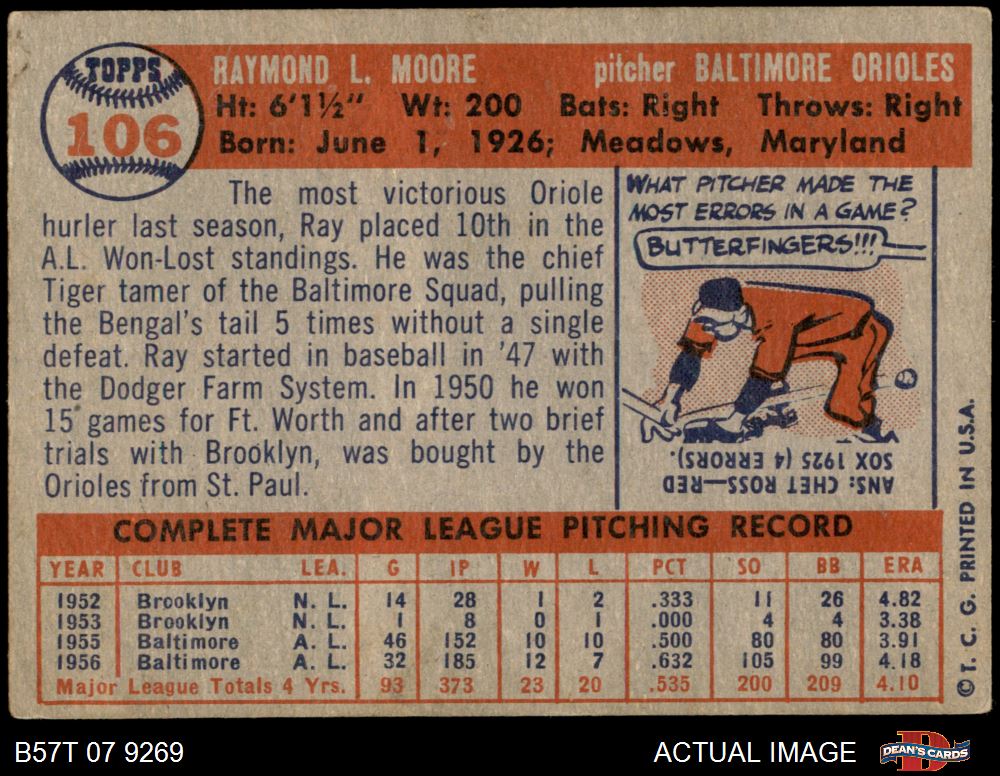 TOPPS
106
RAYMOND L. MOORE pitcher BALTIMORE ORIOLES
Ht: 6'1½" Wt: 200 Bats: Right Throws: Right
Born: June 1, 1926; Meadows, Maryland
The most victorious Oriole
hurler last season, Ray placed 10th in the
A.L. Won-Lost standings. He was the chief
Tiger tamer of the Baltimore Squad, pulling
the Bengal's tail 5 times without a single
defeat. Ray started in baseball in '47 with
the Dodger Farm System. In 1950 he won
15 games for Ft. Worth and after two brief
trials with Brooklyn, was bought by the
Orioles from St. Paul.
WHAT PITCHER MADE THE
MOST ERRORS IN A GAME?
BUTTERFINGERS!!!
ANS: CHET ROSS—RED
SOX 1925 (4 ERRORS).
COMPLETE MAJOR LEAGUE PITCHING RECORD
YEAR CLUB LEA. G IP W L PCT SO BB ERA
1952 Brooklyn N. L. 14 28 1 2 .333 11 26 4.82
1953 Brooklyn N. L. 1 8 0 1 .000 4 4 3.38
1955 Baltimore A. L. 46 152 10 10 .500 80 80 3.91
1956 Baltimore A. L. 32 185 12 7 .632 105 99 4.18
Major League Totals 4 Yrs. 93 373 23 20 .535 200 209 4.10
© T. C. G. PRINTED IN U.S.A.
B57T 07 9269 ACTUAL IMAGE DEAN'S CARDS